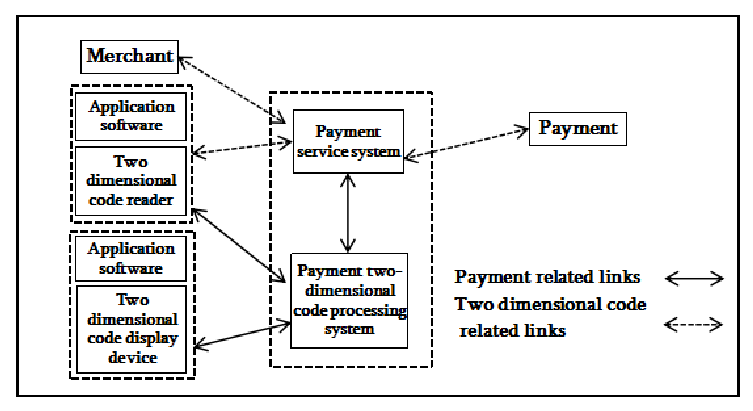 Merchant
Application
software
Two
dimensional
code reader
Application
software
Two
dimensional
code display
device
Payment
service system
Payment two-
dimensional
code processing
system
Payment
Payment related links
Two dimensional code
related links